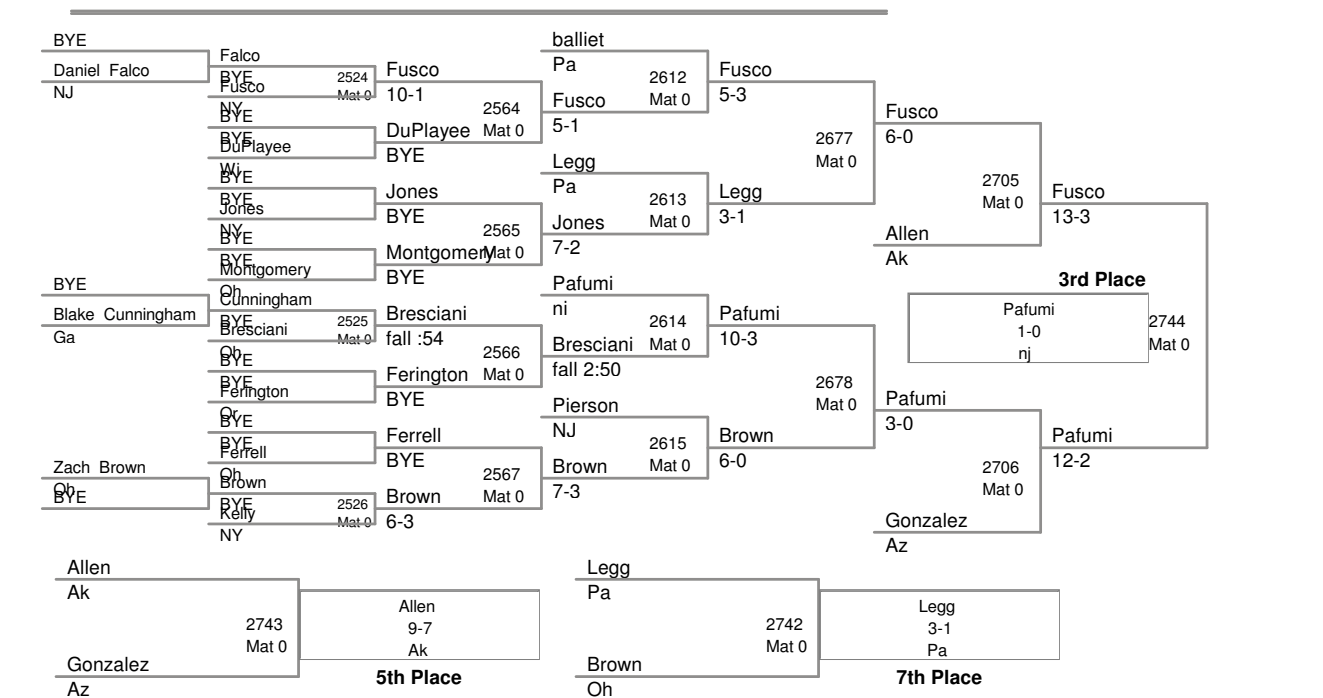 BYE
Daniel Falco
NJ
BYE
Blake Cunningham
Ga
Zach Brown
Oh
BYE
Falco
BYE
2524
Mat 0
Fusco
NY
BYE
BYE
DuPlayee
Wi
BYE
BYE
Jones
NY
BYE
BYE
Montgomery
Oh
Cunningham
BYE
2525
Mat 0
Bresciani
Oh
BYE
BYE
Ferington
Or
BYE
BYE
Ferrell
Oh
Brown
BYE
2526
Mat 0
Kelly
NY
Fusco
10-1
2564
Mat 0
DuPlayee
BYE
Jones
BYE
2565
Mat 0
Montgomery
BYE
Bresciani
fall :54
2566
Mat 0
Ferington
BYE
Ferrell
BYE
2567
Mat 0
Brown
6-3
balliet
Pa
2612
Mat 0
Fusco
5-1
Legg
Pa
2613
Mat 0
Jones
7-2
Pafumi
ni
2614
Mat 0
Bresciani
fall 2:50
Pierson
NJ
2615
Mat 0
Brown
7-3
Fusco
5-3
2677
Mat 0
Legg
3-1
Pafumi
10-3
2678
Mat 0
Brown
6-0
Fusco
6-0
2705
Mat 0
Allen
Ak
Pafumi
3-0
2706
Mat 0
Gonzalez
Az
Fusco
13-3
3rd Place
Pafumi
1-0
nj
2744
Mat 0
Pafumi
12-2
Allen
Ak
2743
Mat 0
Gonzalez
Az
Allen
9-7
Ak
5th Place
Legg
Pa
2742
Mat 0
Brown
Oh
Legg
3-1
Pa
7th Place